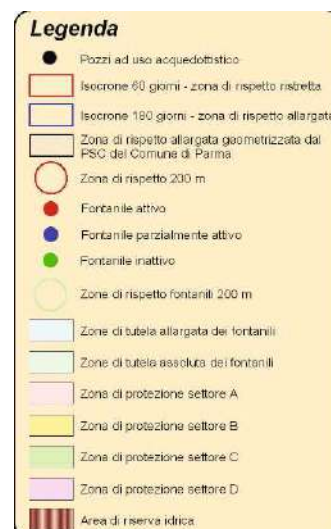 Legenda
Pozzi ad uso acquedottistico
Isocrone 60 giorni - zona di rispetto ristretta
Isocrone 180 giorni - zona di rispetto allargata
Zona di rispetto allargata geometrizzata dal
PSC del Comune di Parma
Zona di rispetto 200 m
Fontanile attivo
Fontanile parzialmente attivo
Fontanile inattivo
Zone di rispetto fontanili 200 m
Zone di tutela allargata dei fontanili
Zone di tutela assoluta dei fontanili
Zona di protezione settore A
Zona di protezione settore B
Zona di protezione settore C
Zona di protezione settore D
Area di riserva idrica